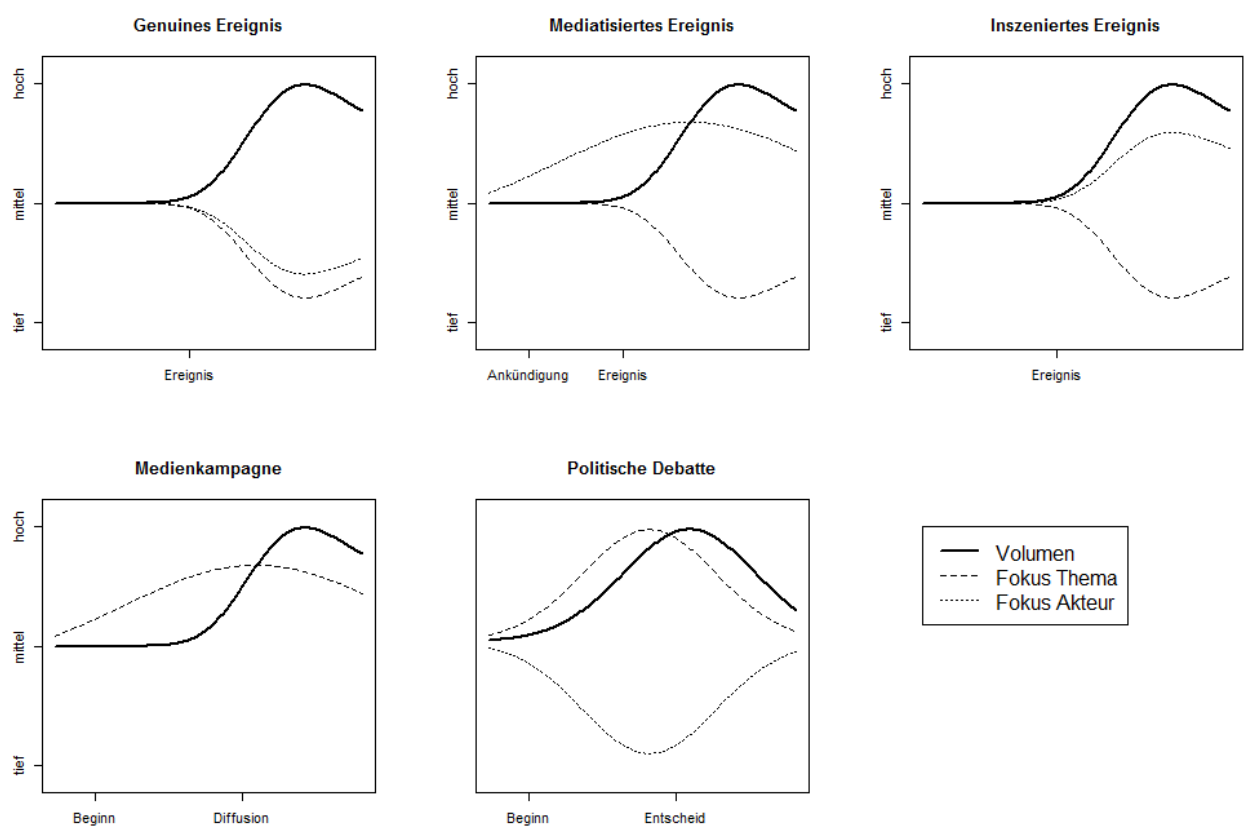 Genuines Ereignis
hoch
mittel
tief
Ereignis
Mediatisiertes Ereignis
hoch
mittel
tief
Ankündigung Ereignis
Inszeniertes Ereignis
hoch
mittel
tief
Ereignis
Medienkampagne
hoch
mittel
tief
Beginn Diffusion
Politische Debatte
Beginn Entscheid
Volumen
Fokus Thema
Fokus Akteur